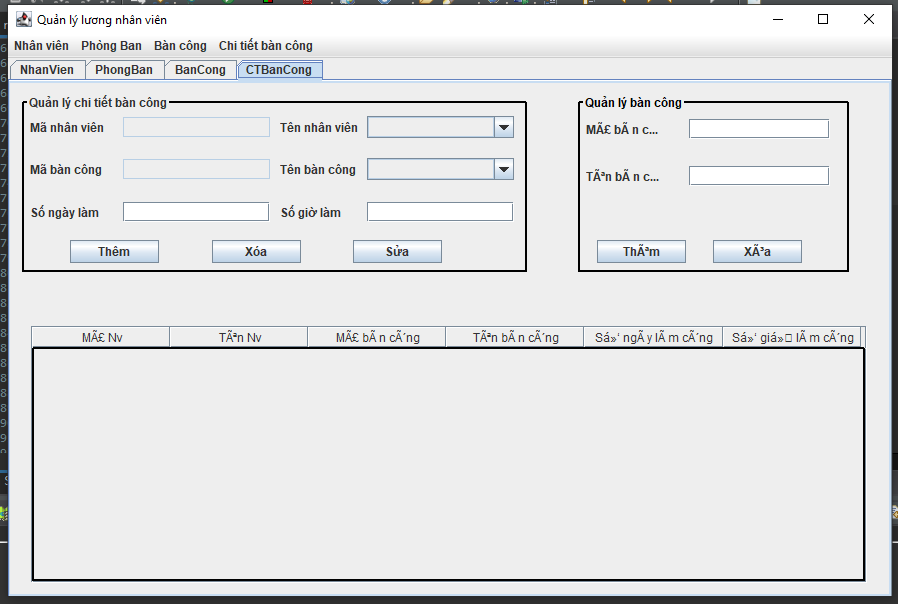 Quản lý lương nhân viên
Nhân viên Phòng Ban Bàn công Chi tiết bàn công
NhanVien PhongBan BanCong CTBanCong
Quản lý chi tiết bàn công
Mã nhân viên Tên nhân viên
Mã bàn công Tên bàn công
Số ngày làm Số giờ làm
Thêm Xóa Sửa
Quản lý bàn công
MÃ£ bÃ n c...
TÃªn bÃ n c...
ThÃªm XÃ³a
MÃ£ Nv TÃªn Nv MÃ£ bÃ n cÃ´ng TÃªn bÃ n cÃ´ng Sá»‘ ngÃ y lÃ m cÃ´ng Sá»‘ giá»□ lÃ m cÃ´ng